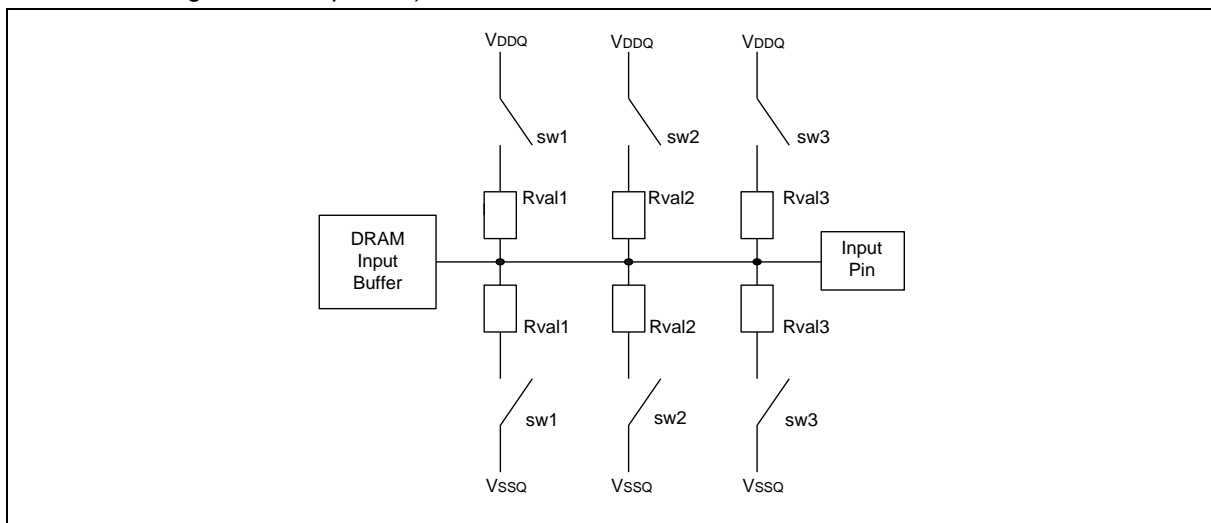 VDDQ VDDQ VDDQ
sw1 sw2 sw3
Rval1 Rval2 Rval3
DRAM
Input
Buffer
Input
Pin
Rval1 Rval2 Rval3
sw1 sw2 sw3
VSSQ VSSQ VSSQ